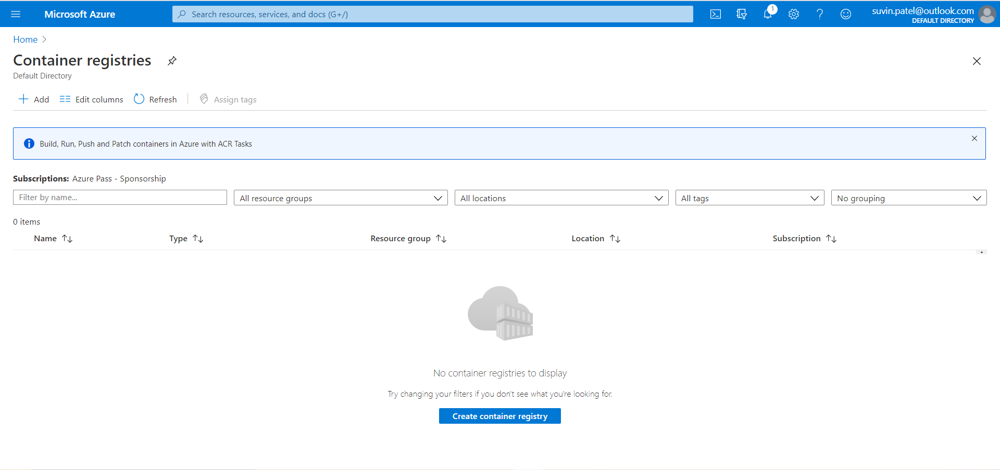 Microsoft Azure
Search resources, services, and docs (G+/)
1
suvin.patel@outlook.com
DEFAULT DIRECTORY
Home
Container registries
Default Directory
Add
Edit columns
Refresh
Assign tags
Build, Run, Push and Patch containers in Azure with ACR Tasks
Subscriptions: Azure Pass - Sponsorship
Filter by name...
All resource groups
All locations
All tags
No grouping
0 items
Name
Type
Resource group
Location
Subscription
No container registries to display
Try changing your filters if you don't see what you're looking for.
Create container registry